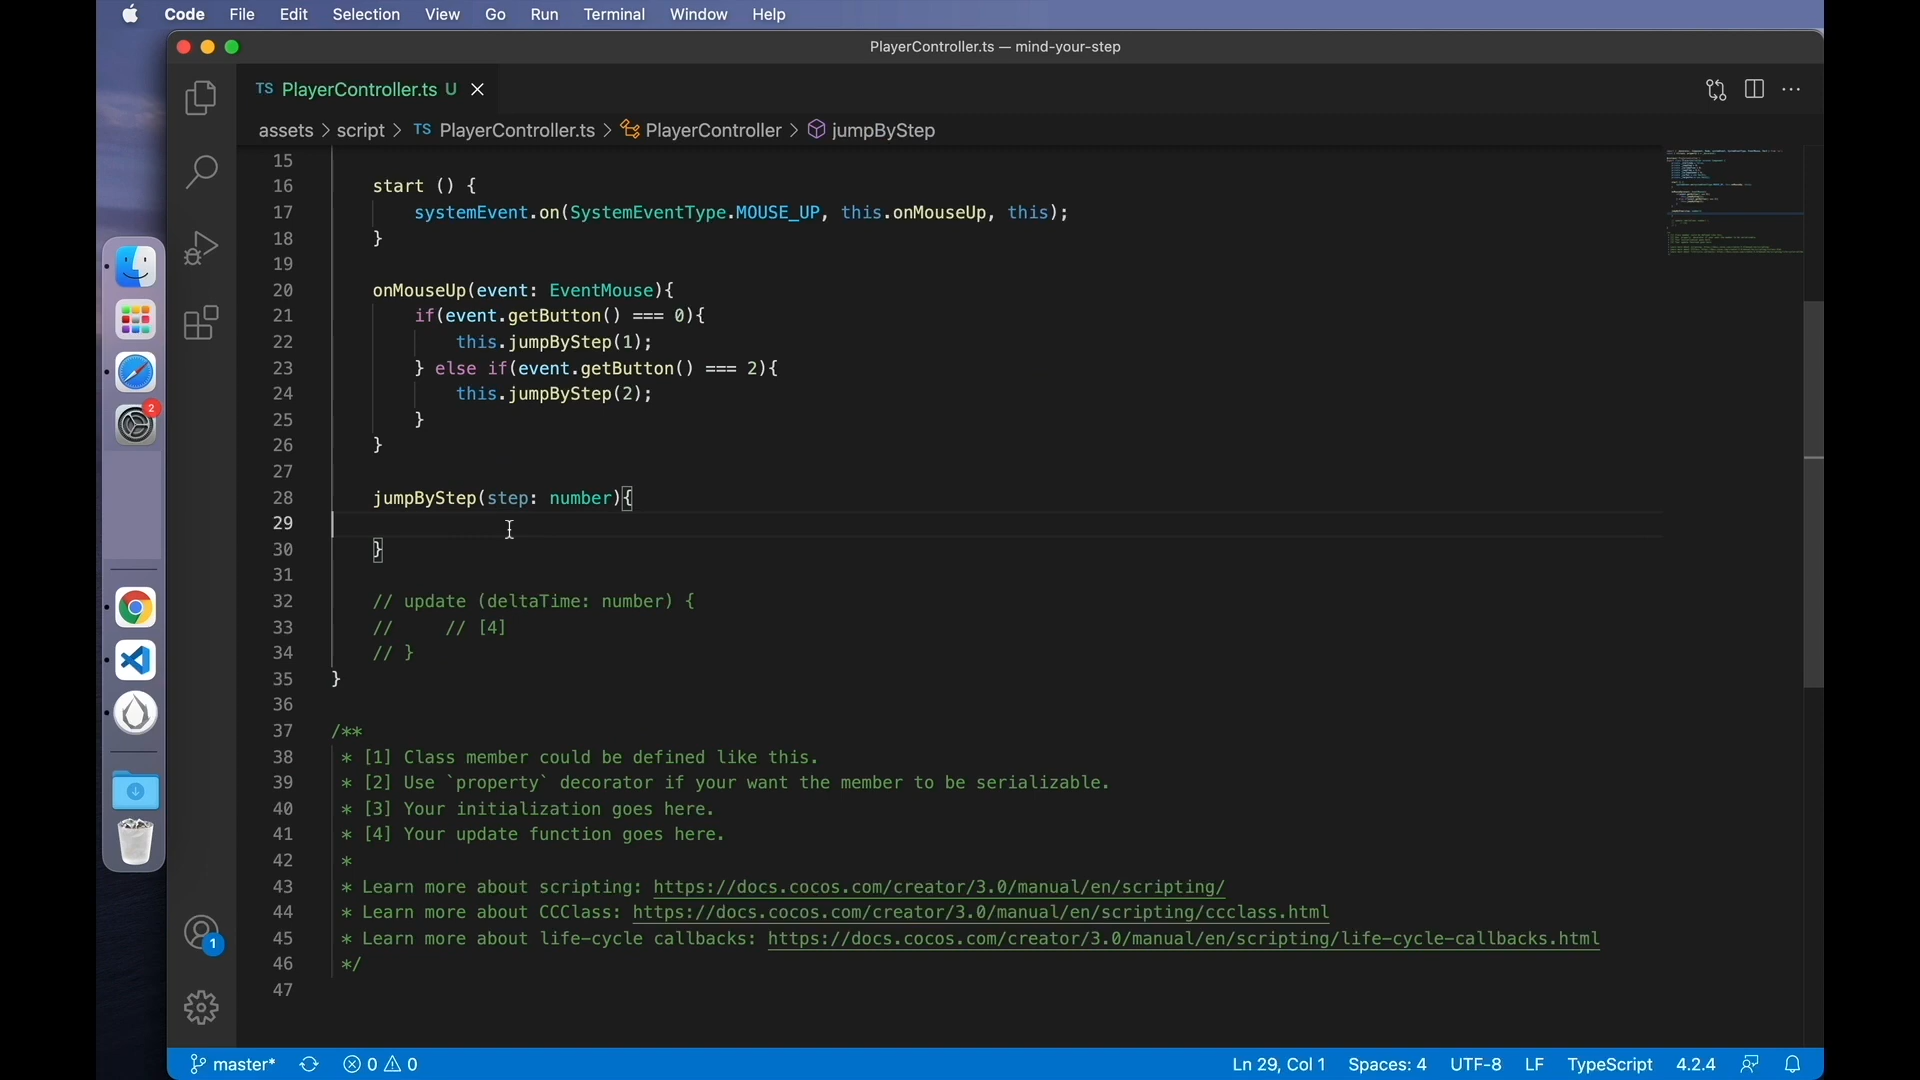 Code File Edit Selection View Go Run Terminal Window Help
PlayerController.ts — mind-your-step
TS PlayerController.ts U
assets > script > TS PlayerController.ts > PlayerController > jumpByStep
15
16 start () {
17 systemEvent.on(SystemEventType.MOUSE_UP, this.onMouseUp, this);
18 }
19
20 onMouseUp(event: EventMouse){
21 if(event.getButton() === 0){
22 this.jumpByStep(1);
23 } else if(event.getButton() === 2){
24 this.jumpByStep(2);
25 }
26 }
27
28 jumpByStep(step: number){
29
30 }
31
32 // update (deltaTime: number) {
33 // // [4]
34 // }
35 }
36
37 /**
38 * [1] Class member could be defined like this.
39 * [2] Use `property` decorator if your want the member to be serializable.
40 * [3] Your initialization goes here.
41 * [4] Your update function goes here.
42 *
43 * Learn more about scripting: https://docs.cocos.com/creator/3.0/manual/en/scripting/
44 * Learn more about CCClass: https://docs.cocos.com/creator/3.0/manual/en/scripting/ccclass.html
45 * Learn more about life-cycle callbacks: https://docs.cocos.com/creator/3.0/manual/en/scripting/life-cycle-callbacks.html
46 */
47
2
1
master* 0 0 Ln 29, Col 1 Spaces: 4 UTF-8 LF TypeScript 4.2.4